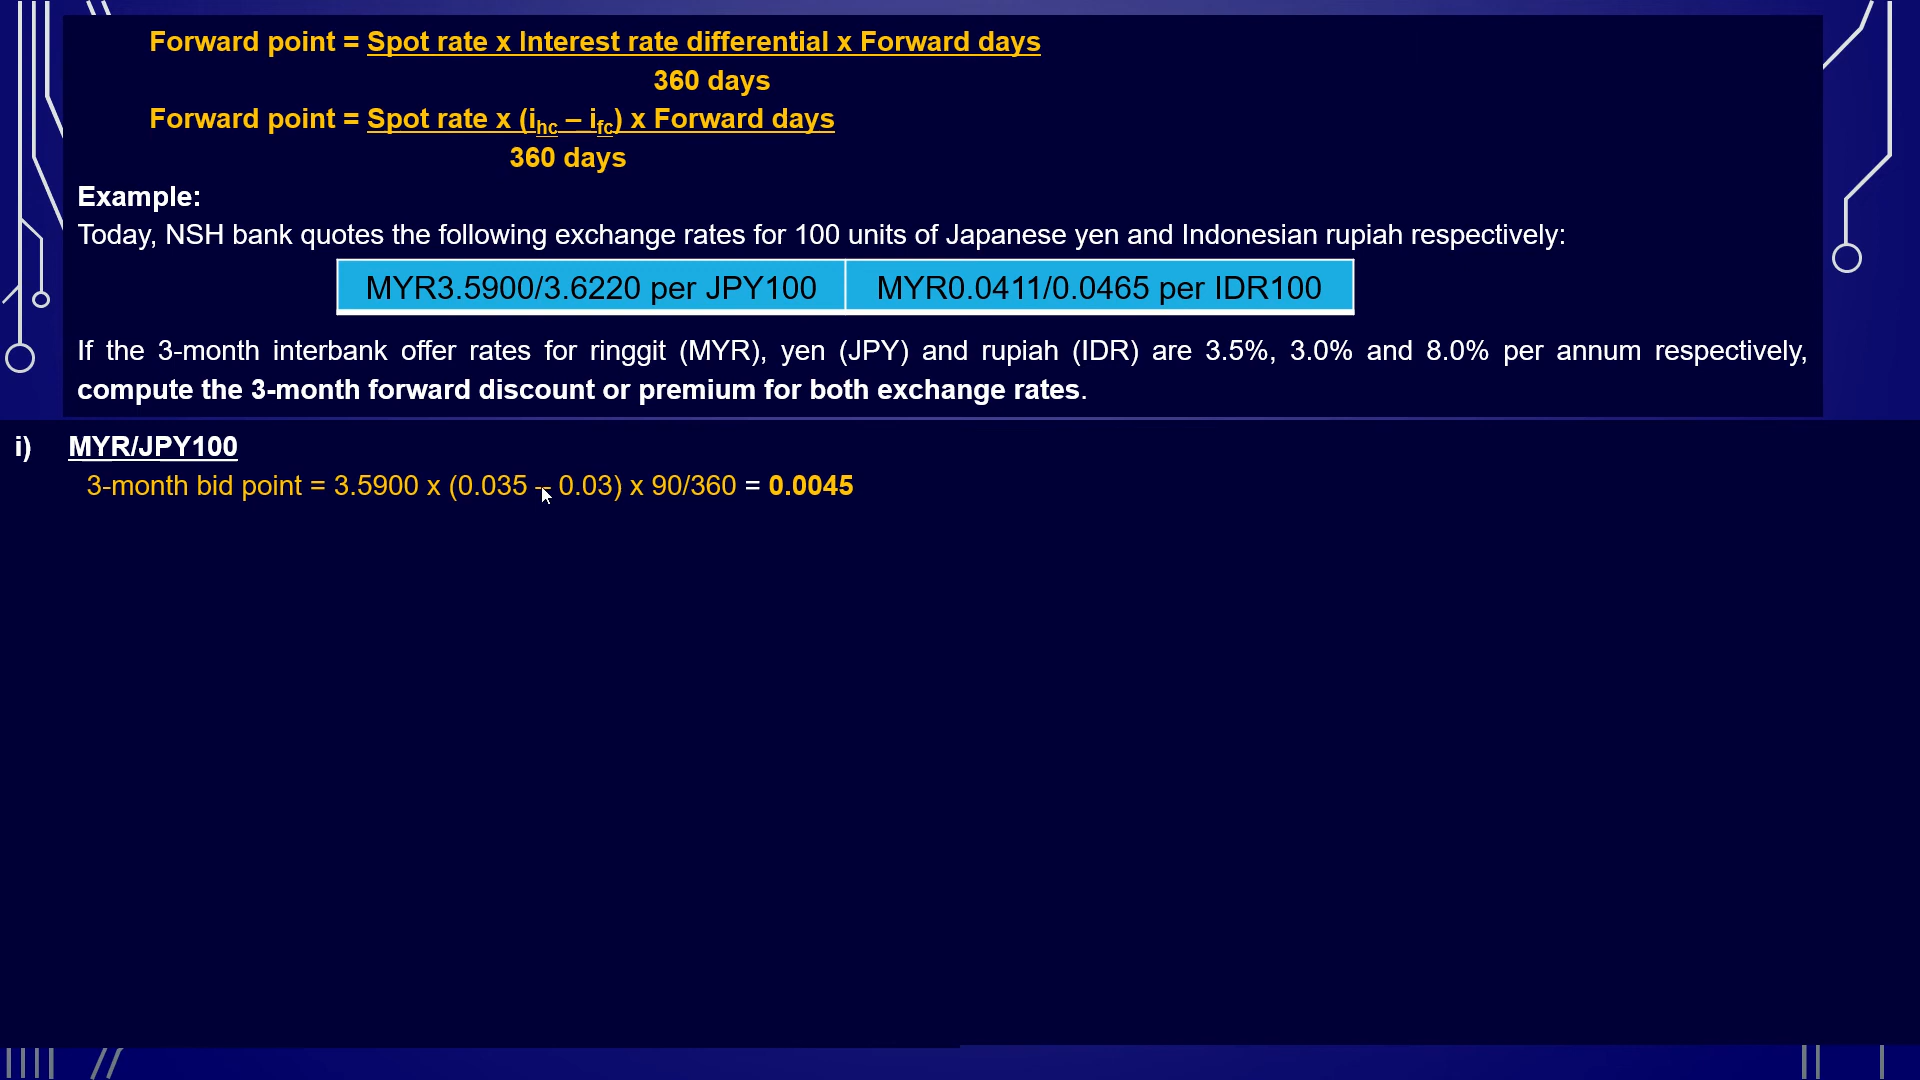 Forward point = Spot rate x Interest rate differential x Forward days
360 days
Forward point = Spot rate x (ihc – ifc) x Forward days
360 days
Example:
Today, NSH bank quotes the following exchange rates for 100 units of Japanese yen and Indonesian rupiah respectively:
MYR3.5900/3.6220 per JPY100 MYR0.0411/0.0465 per IDR100
If the 3-month interbank offer rates for ringgit (MYR), yen (JPY) and rupiah (IDR) are 3.5%, 3.0% and 8.0% per annum respectively,
compute the 3-month forward discount or premium for both exchange rates.
i) MYR/JPY100
3-month bid point = 3.5900 x (0.035 – 0.03) x 90/360 = 0.0045